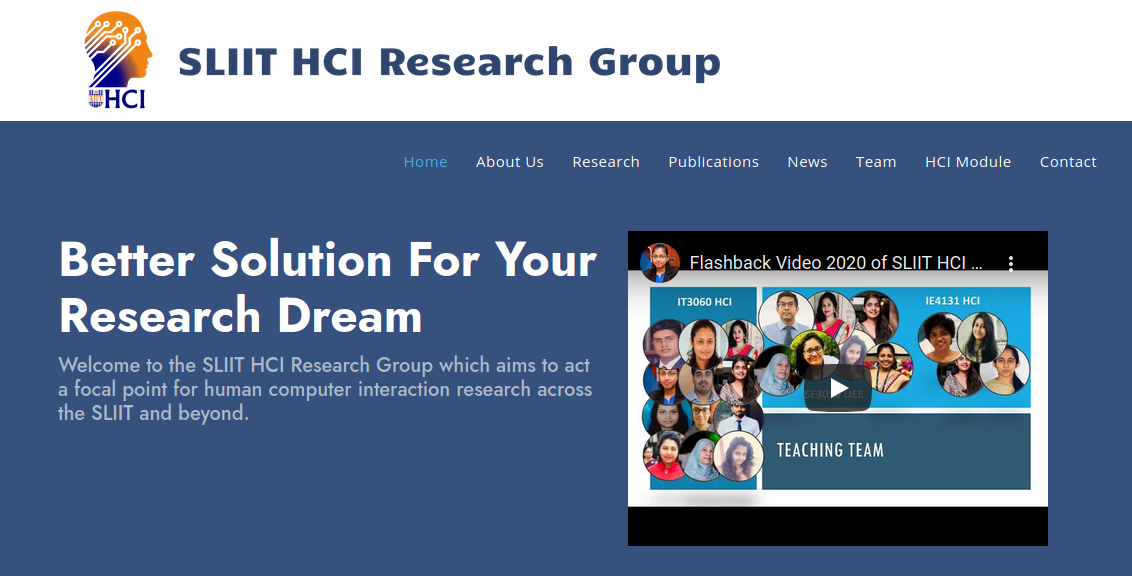 HCI
SLIIT HCI Research Group
Home About Us Research Publications News Team HCI Module Contact
Better Solution For Your
Research Dream
Welcome to the SLIIT HCI Research Group which aims to act
a focal point for human computer interaction research across
the SLIIT and beyond.
Flashback Video 2020 of SLIIT HCI ...
IT3060 HCI
IE4131 HCI
UEE
TEACHING TEAM